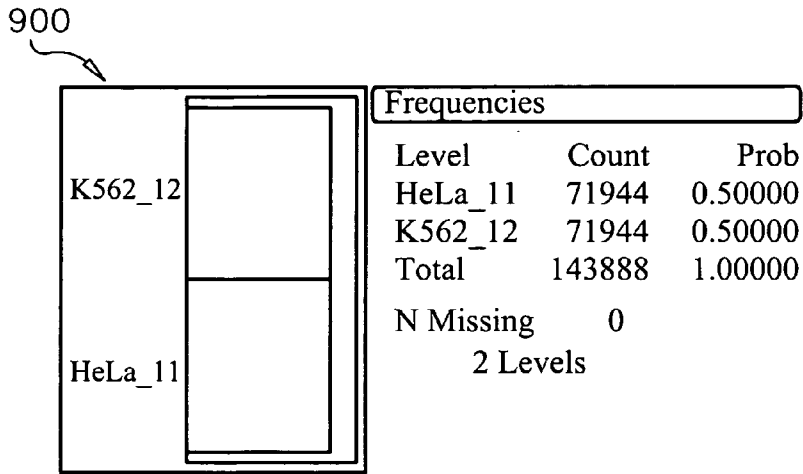 900
K562_12
HeLa_11
Frequencies
Level Count Prob
HeLa_11 71944 0.50000
K562_12 71944 0.50000
Total 143888 1.00000
N Missing 0
2 Levels